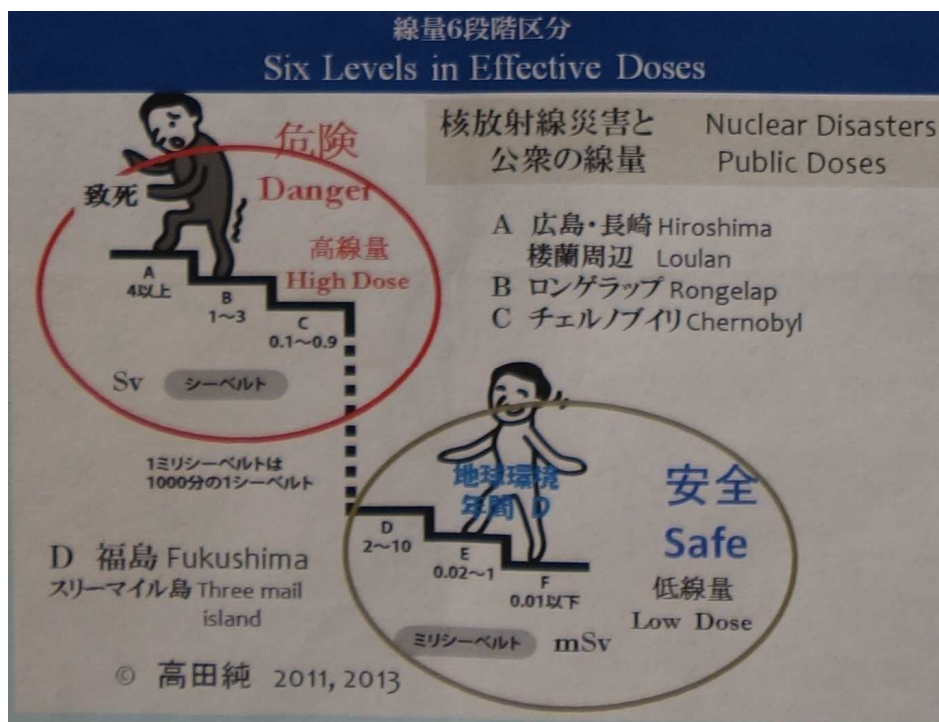 線量6段階区分
Six Levels in Effective Doses
核放射線災害と Nuclear Disasters
公衆の線量 Public Doses
危険
Danger
致死
高線量
High Dose
A
4以上
B
1～3
C
0.1～0.9
Sv シーベルト
A 広島・長崎 Hiroshima
楼蘭周辺 Loulan
B ロンゲラップ Rongelap
C チェルノブイリ Chernobyl
1ミリシーベルトは
1000分の1シーベルト
地球環境
年間 D
安全
Safe
低線量
Low Dose
D
2～10
E
0.02～1
F
0.01以下
ミリシーベルト mSv
D 福島 Fukushima
スリーマイル島 Three mail
island
© 高田純 2011, 2013